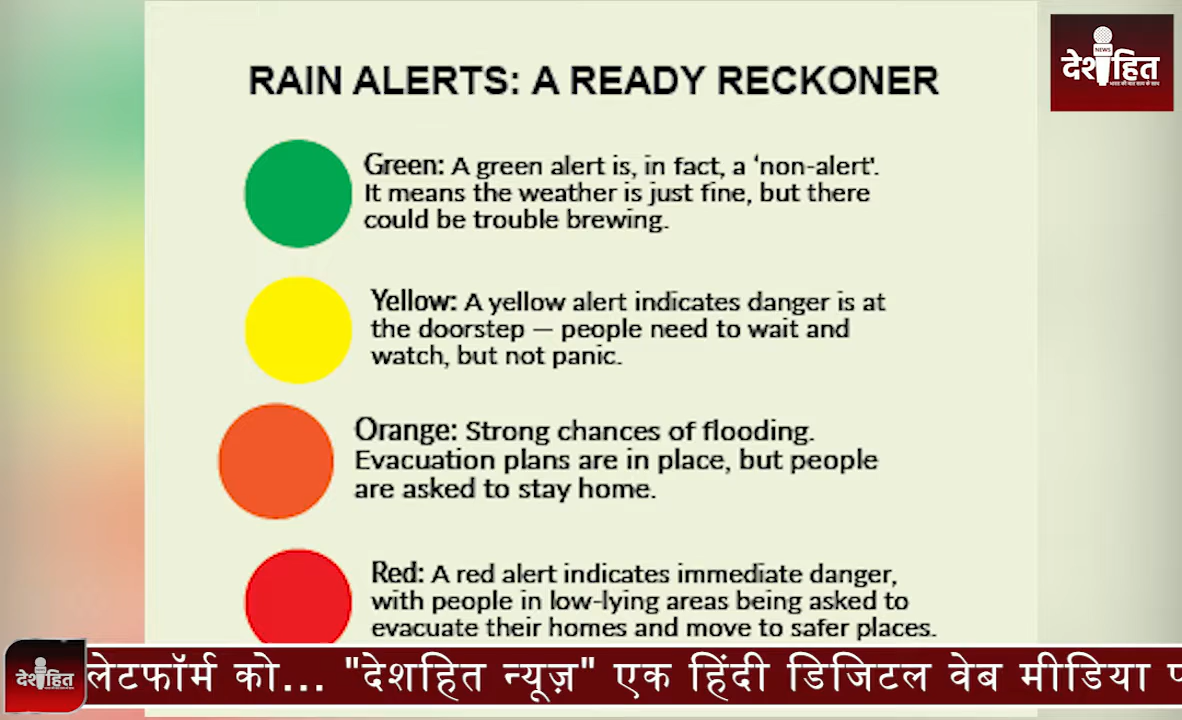 RAIN ALERTS: A READY RECKONER
NEWS
देशहित
Green: A green alert is, in fact, a ‘non-alert’.
It means the weather is just fine, but there
could be trouble brewing.
Yellow: A yellow alert indicates danger is at
the doorstep — people need to wait and
watch, but not panic.
Orange: Strong chances of flooding.
Evacuation plans are in place, but people
are asked to stay home.
Red: A red alert indicates immediate danger,
with people in low-lying areas being asked to
evacuate their homes and move to safer places.
देशहित
लेटफॉर्म को... "देशहित न्यूज़" एक हिंदी डिजिटल वेब मीडिया प